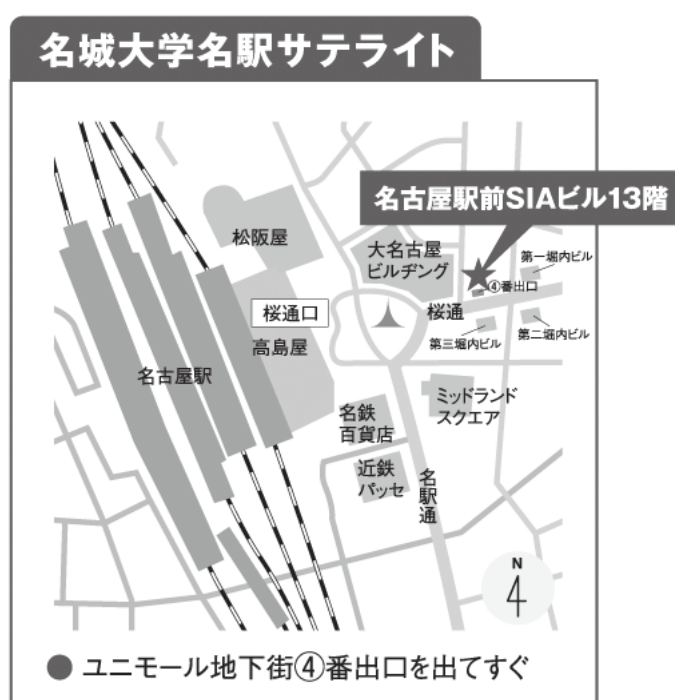 名城大学名駅サテライト
名古屋駅前SIAビル13階
松阪屋
大名古屋
ビルヂング
第一堀内ビル
④番出口
桜通口
桜通
高島屋
第三堀内ビル
第二堀内ビル
名古屋駅
ミッドランド
スクエア
名鉄
百貨店
近鉄
パッセ
名駅通
N
● ユニモール地下街④番出口を出てすぐ